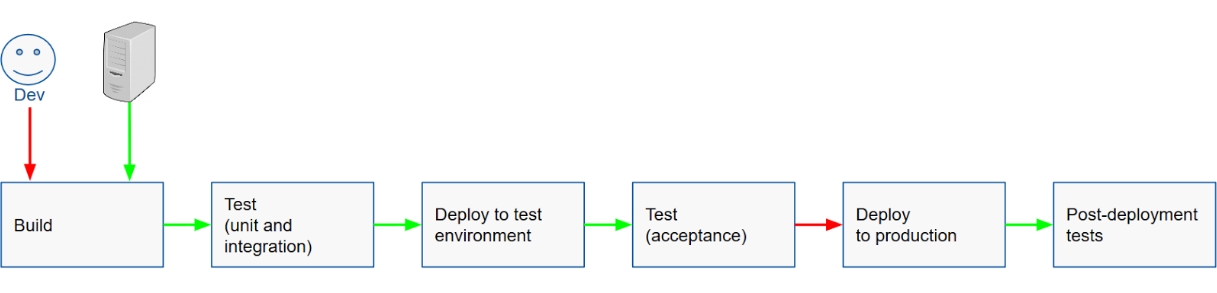 Dev
Build
Test
(unit and
integration)
Deploy to test
environment
Test
(acceptance)
Deploy
to production
Post-deployment
tests